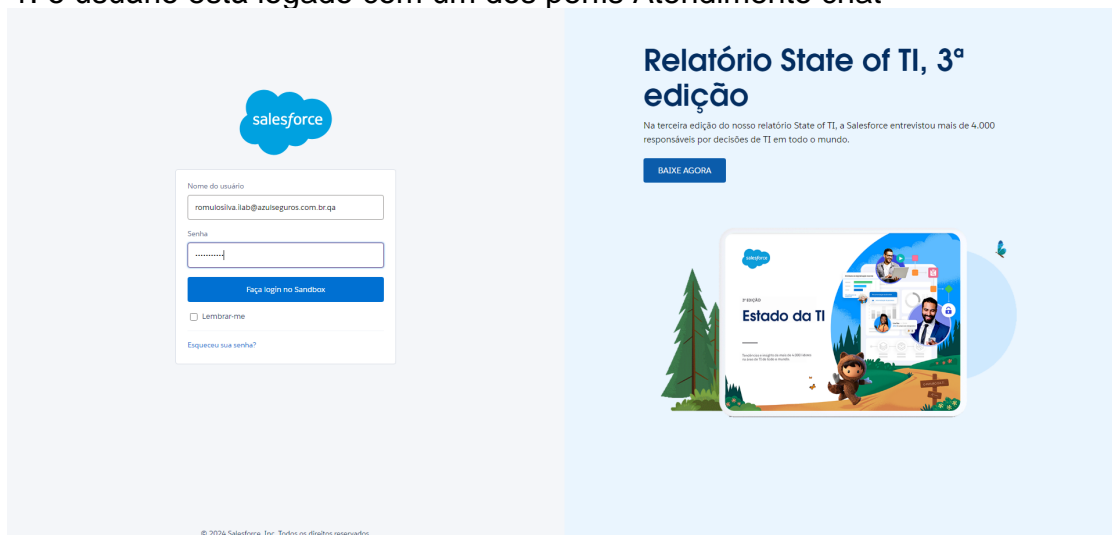 1. o usuário está logado com um dos perfis Atendimento chat
salesforce
Nome do usuário
romulosilva.ilab@azulseguros.com.br.qa
Senha
Faça login no Sandbox
Lembrar-me
Esqueceu sua senha?
© 2024 Salesforce, Inc. Todos os direitos reservados.
Relatório State of TI, 3ª
edição
Na terceira edição do nosso relatório State of TI, a Salesforce entrevistou mais de 4.000
responsáveis por decisões de TI em todo o mundo.
BAIXE AGORA
salesforce
3ª EDIÇÃO
Estado da TI